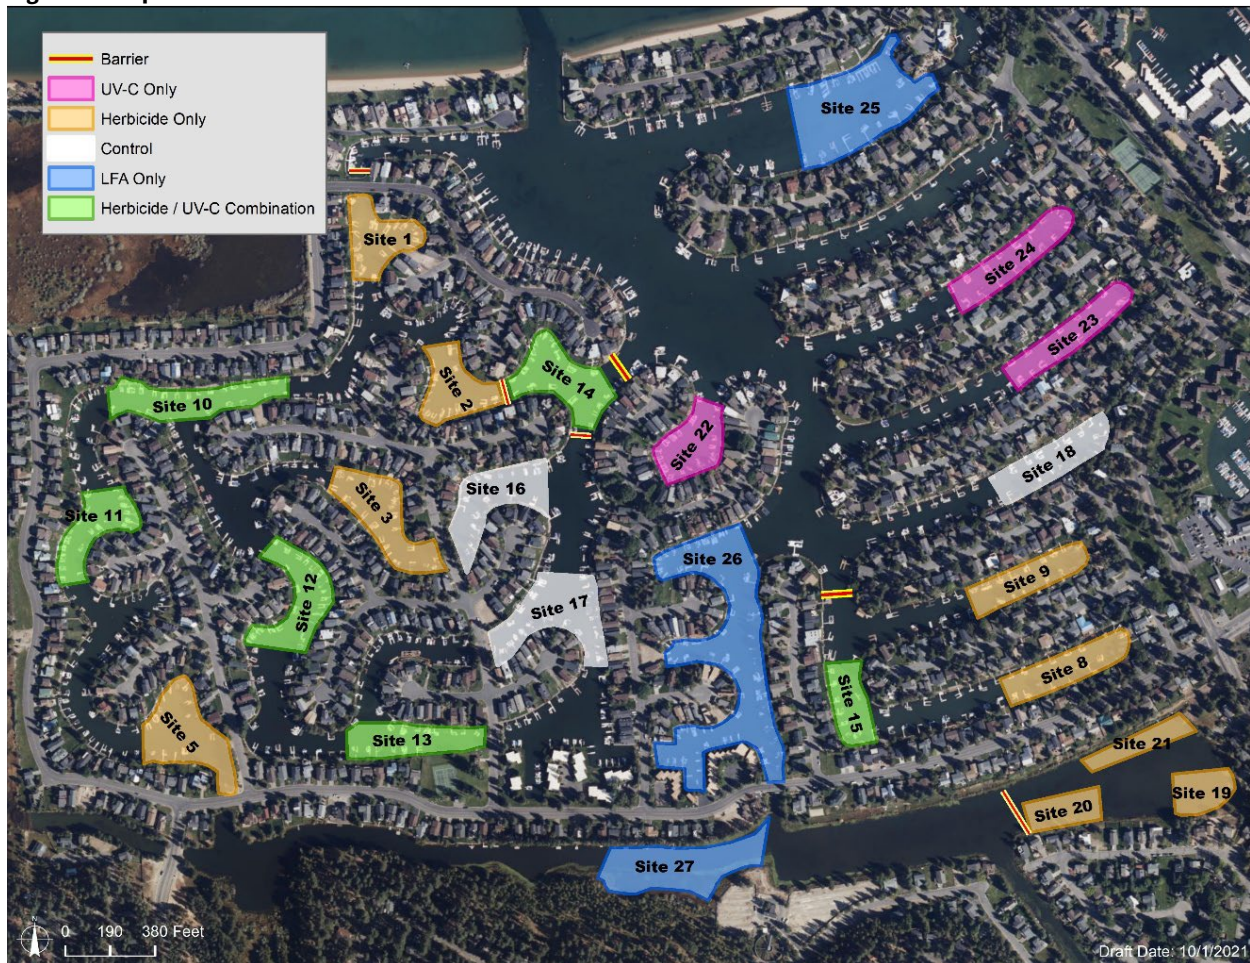 Barrier
UV-C Only
Herbicide Only
Control
LFA Only
Herbicide / UV-C Combination
Site 25
Site 1
Site 24
Site 23
Site 14
Site 2
Site 10
Site 22
Site 18
Site 16
Site 3
Site 11
Site 26
Site 12
Site 9
Site 17
Site 8
Site 15
Site 5
Site 13
Site 21
Site 19
Site 20
Site 27
N
0 190 380 Feet
Draft Date: 10/1/2021